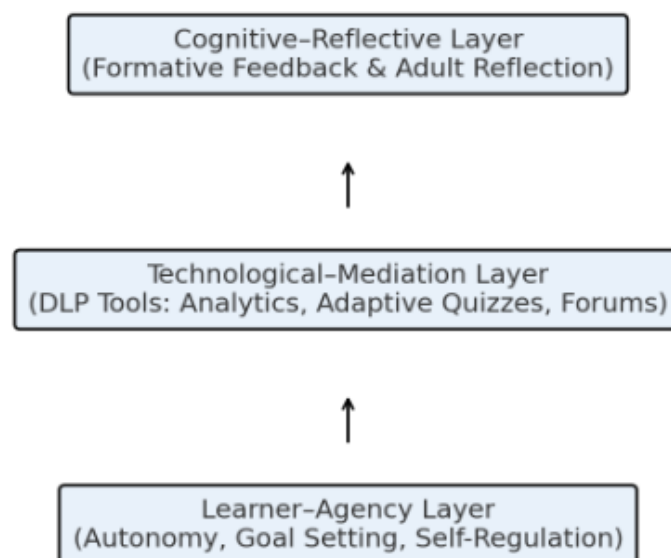 Cognitive–Reflective Layer
(Formative Feedback & Adult Reflection)
Technological–Mediation Layer
(DLP Tools: Analytics, Adaptive Quizzes, Forums)
Learner–Agency Layer
(Autonomy, Goal Setting, Self-Regulation)